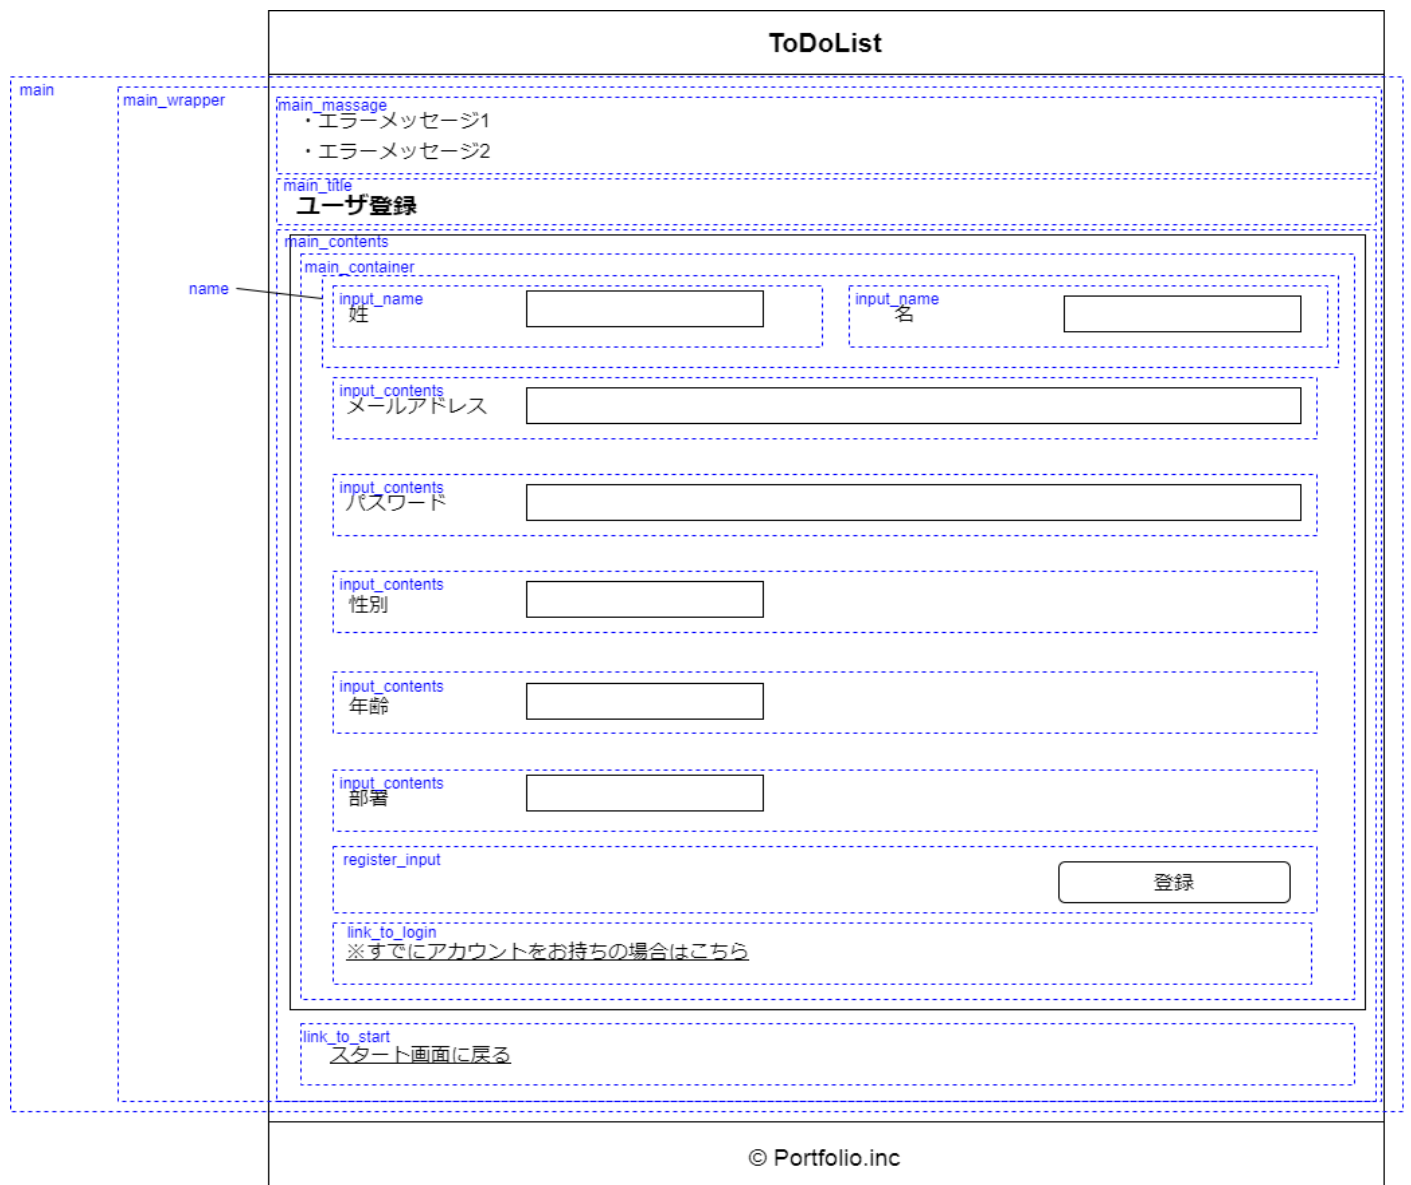 ToDoList
main
main_wrapper
main_massage
・エラーメッセージ1
・エラーメッセージ2
main_title
ユーザ登録
main_contents
main_container
name
input_name
姓
input_name
名
input_contents
メールアドレス
input_contents
パスワード
input_contents
性別
input_contents
年齢
input_contents
部署
register_input
登録
link_to_login
※すでにアカウントをお持ちの場合はこちら
link_to_start
スタート画面に戻る
© Portfolio.inc